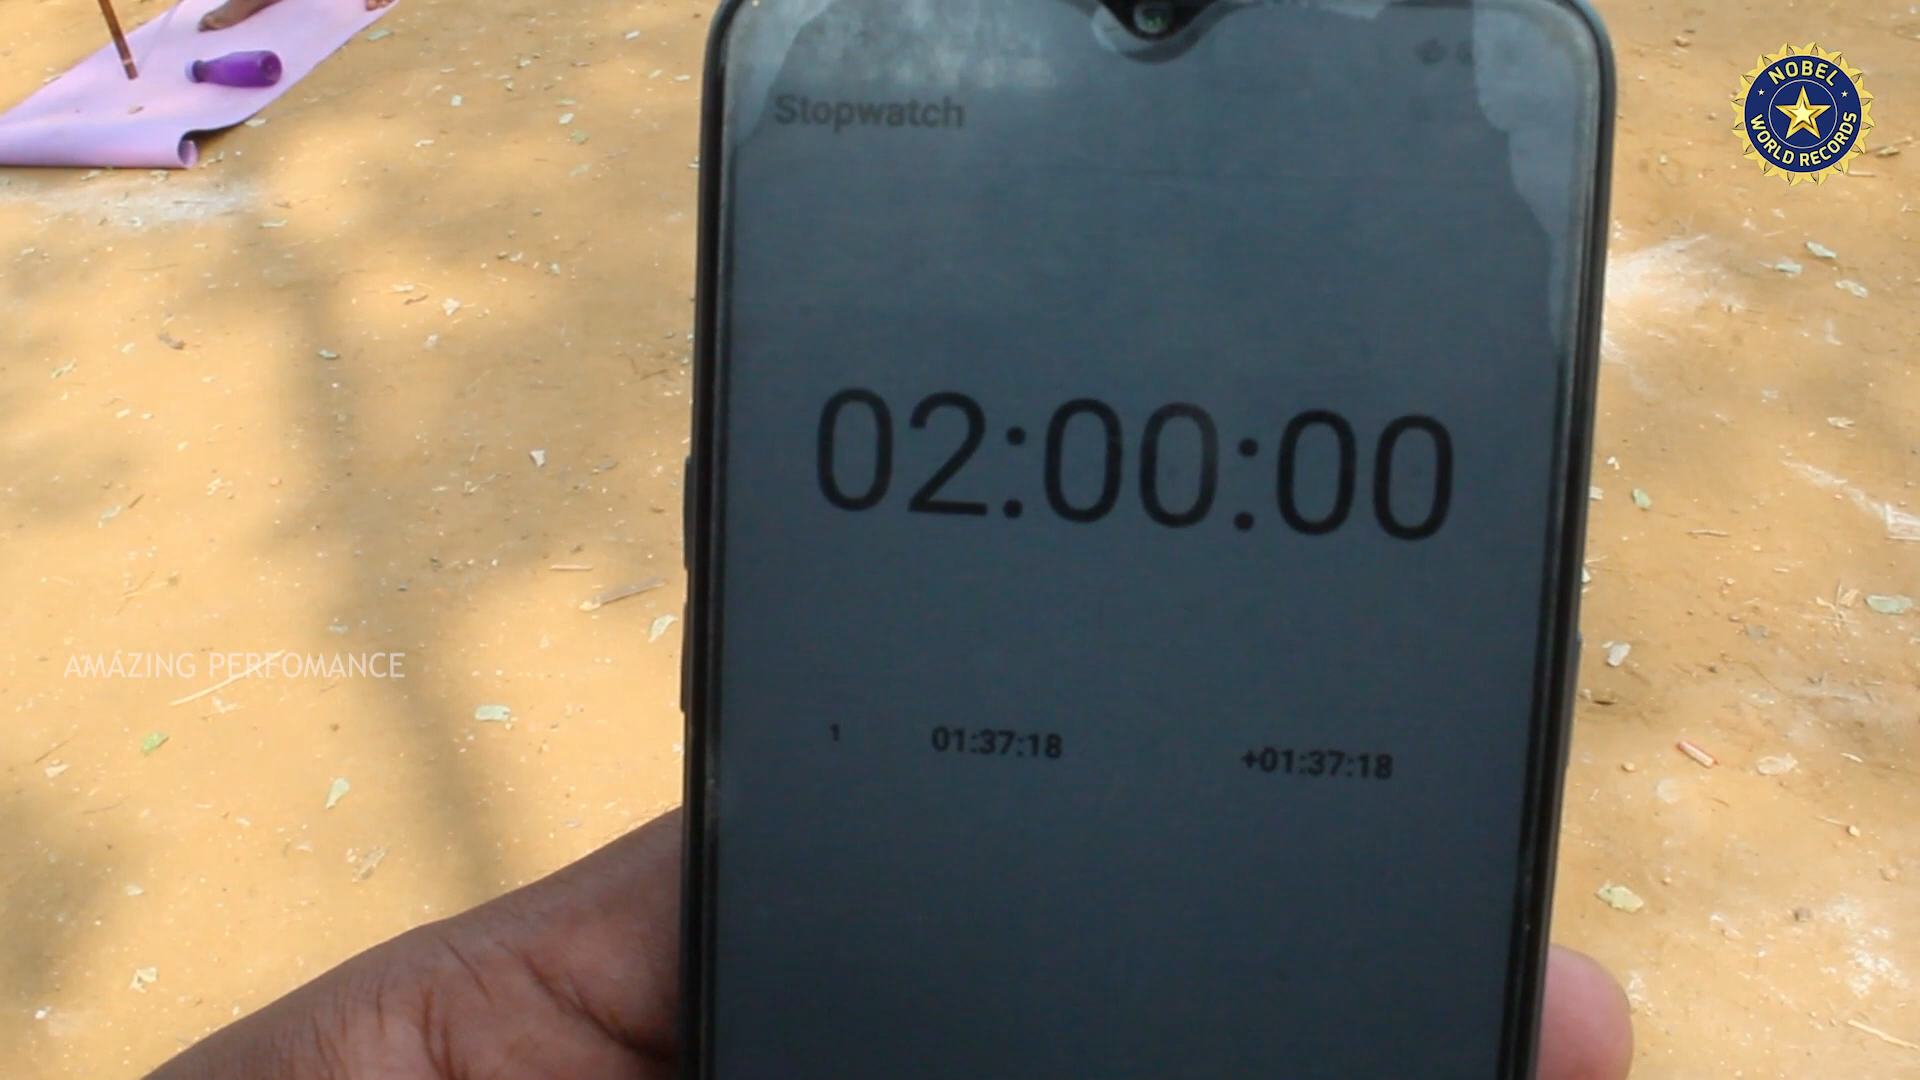 Stopwatch
NOBEL
WORLD RECORDS
02:00:00
AMAZING PERFOMANCE
1 01:37:18 +01:37:18